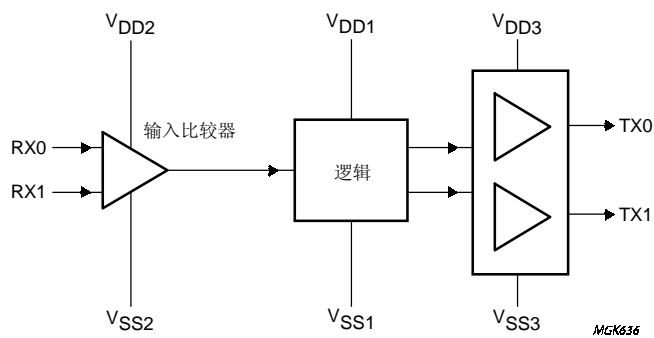 VDD2
VDD1
VDD3
输入比较器
RX0
RX1
逻辑
TX0
TX1
VSS2
VSS1
VSS3
MGK636